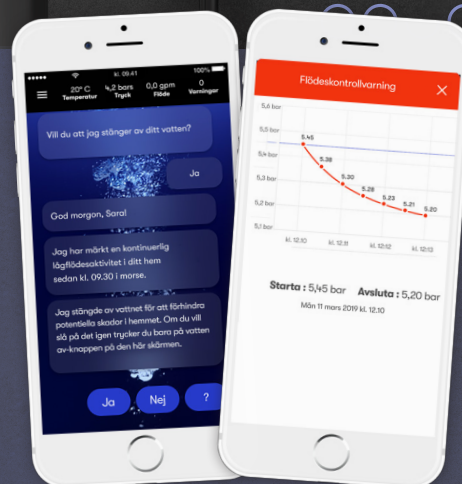 kl. 09.41
100%
20° C
Temperatur
4,2 bars
Tryck
0,0 gpm
Flöde
0
Varningar
Vill du att jag stänger av ditt vatten?
Ja
God morgon, Sara!
Jag har märkt en kontinuerlig
lågflödesaktivitet i ditt hem
sedan kl. 09.30 i morse.
Jag stängde av vattnet för att förhindra
potentiella skador i hemmet. Om du vill
slå på det igen trycker du bara på vatten
av-knappen på den här skärmen.
Ja
Nej
?
Flödeskontrollvarning
5,6 bar
5,5 bar
5,4 bar
5,3 bar
5,2 bar
5,1 bar
5.45
5.38
5.30
5.28
5.23
5.21
5.20
kl. 12.10
kl. 12.11
kl. 12:12
kl. 12:13
Starta : 5,45 bar Avsluta : 5,20 bar
Mån 11 mars 2019 kl. 12.10